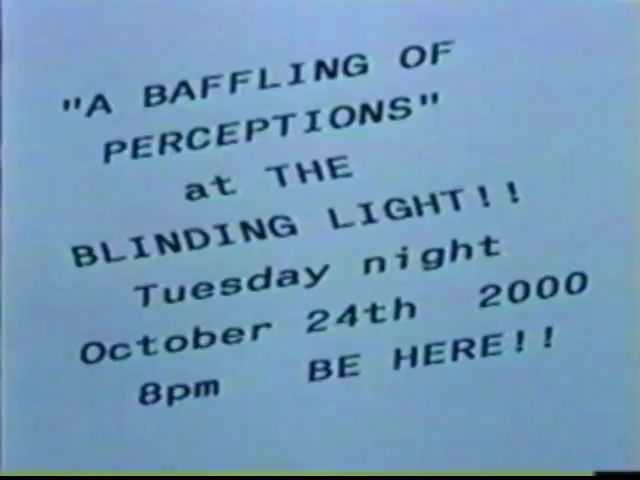 "A BAFFLING OF
PERCEPTIONS"
at THE
BLINDING LIGHT!!
Tuesday night
October 24th 2000
8pm BE HERE!!